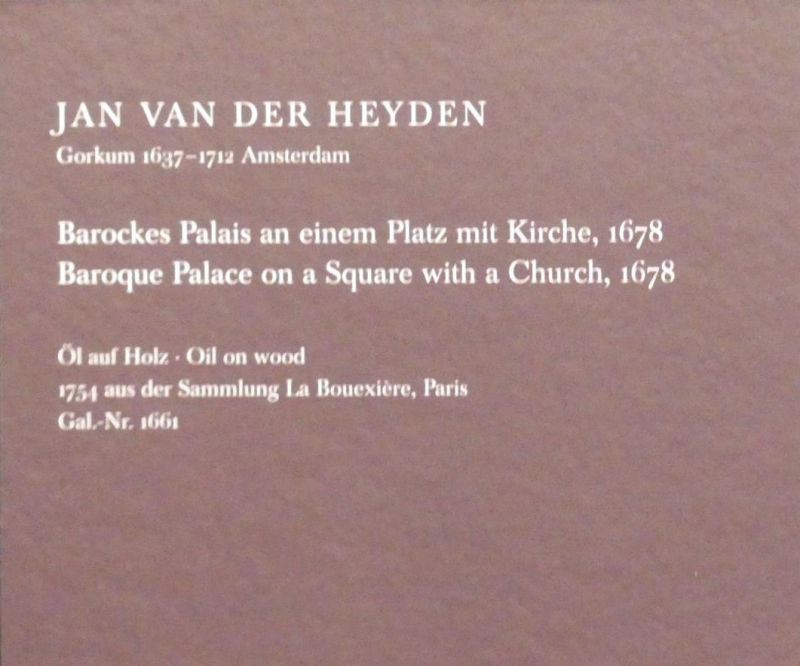 JAN VAN DER HEYDEN
Gorkum 1637–1712 Amsterdam
Barockes Palais an einem Platz mit Kirche, 1678
Baroque Palace on a Square with a Church, 1678
Öl auf Holz · Oil on wood
1754 aus der Sammlung La Bouexière, Paris
Gal.-Nr. 1661